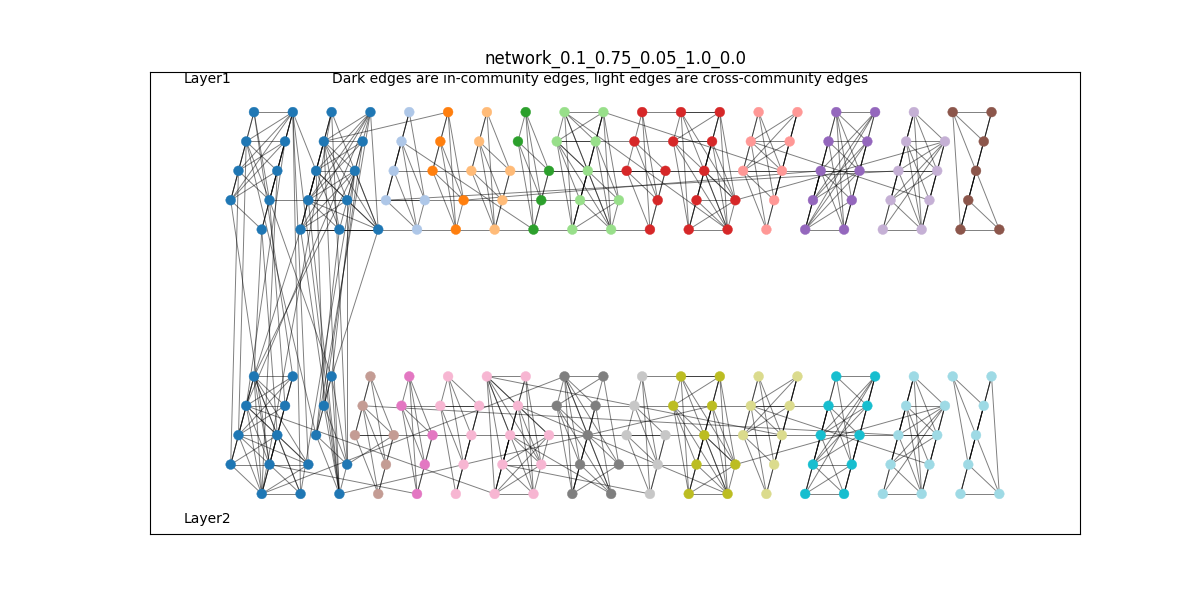 network_0.1_0.75_0.05_1.0_0.0
Layer1
Dark edges are in-community edges, light edges are cross-community edges
Layer2